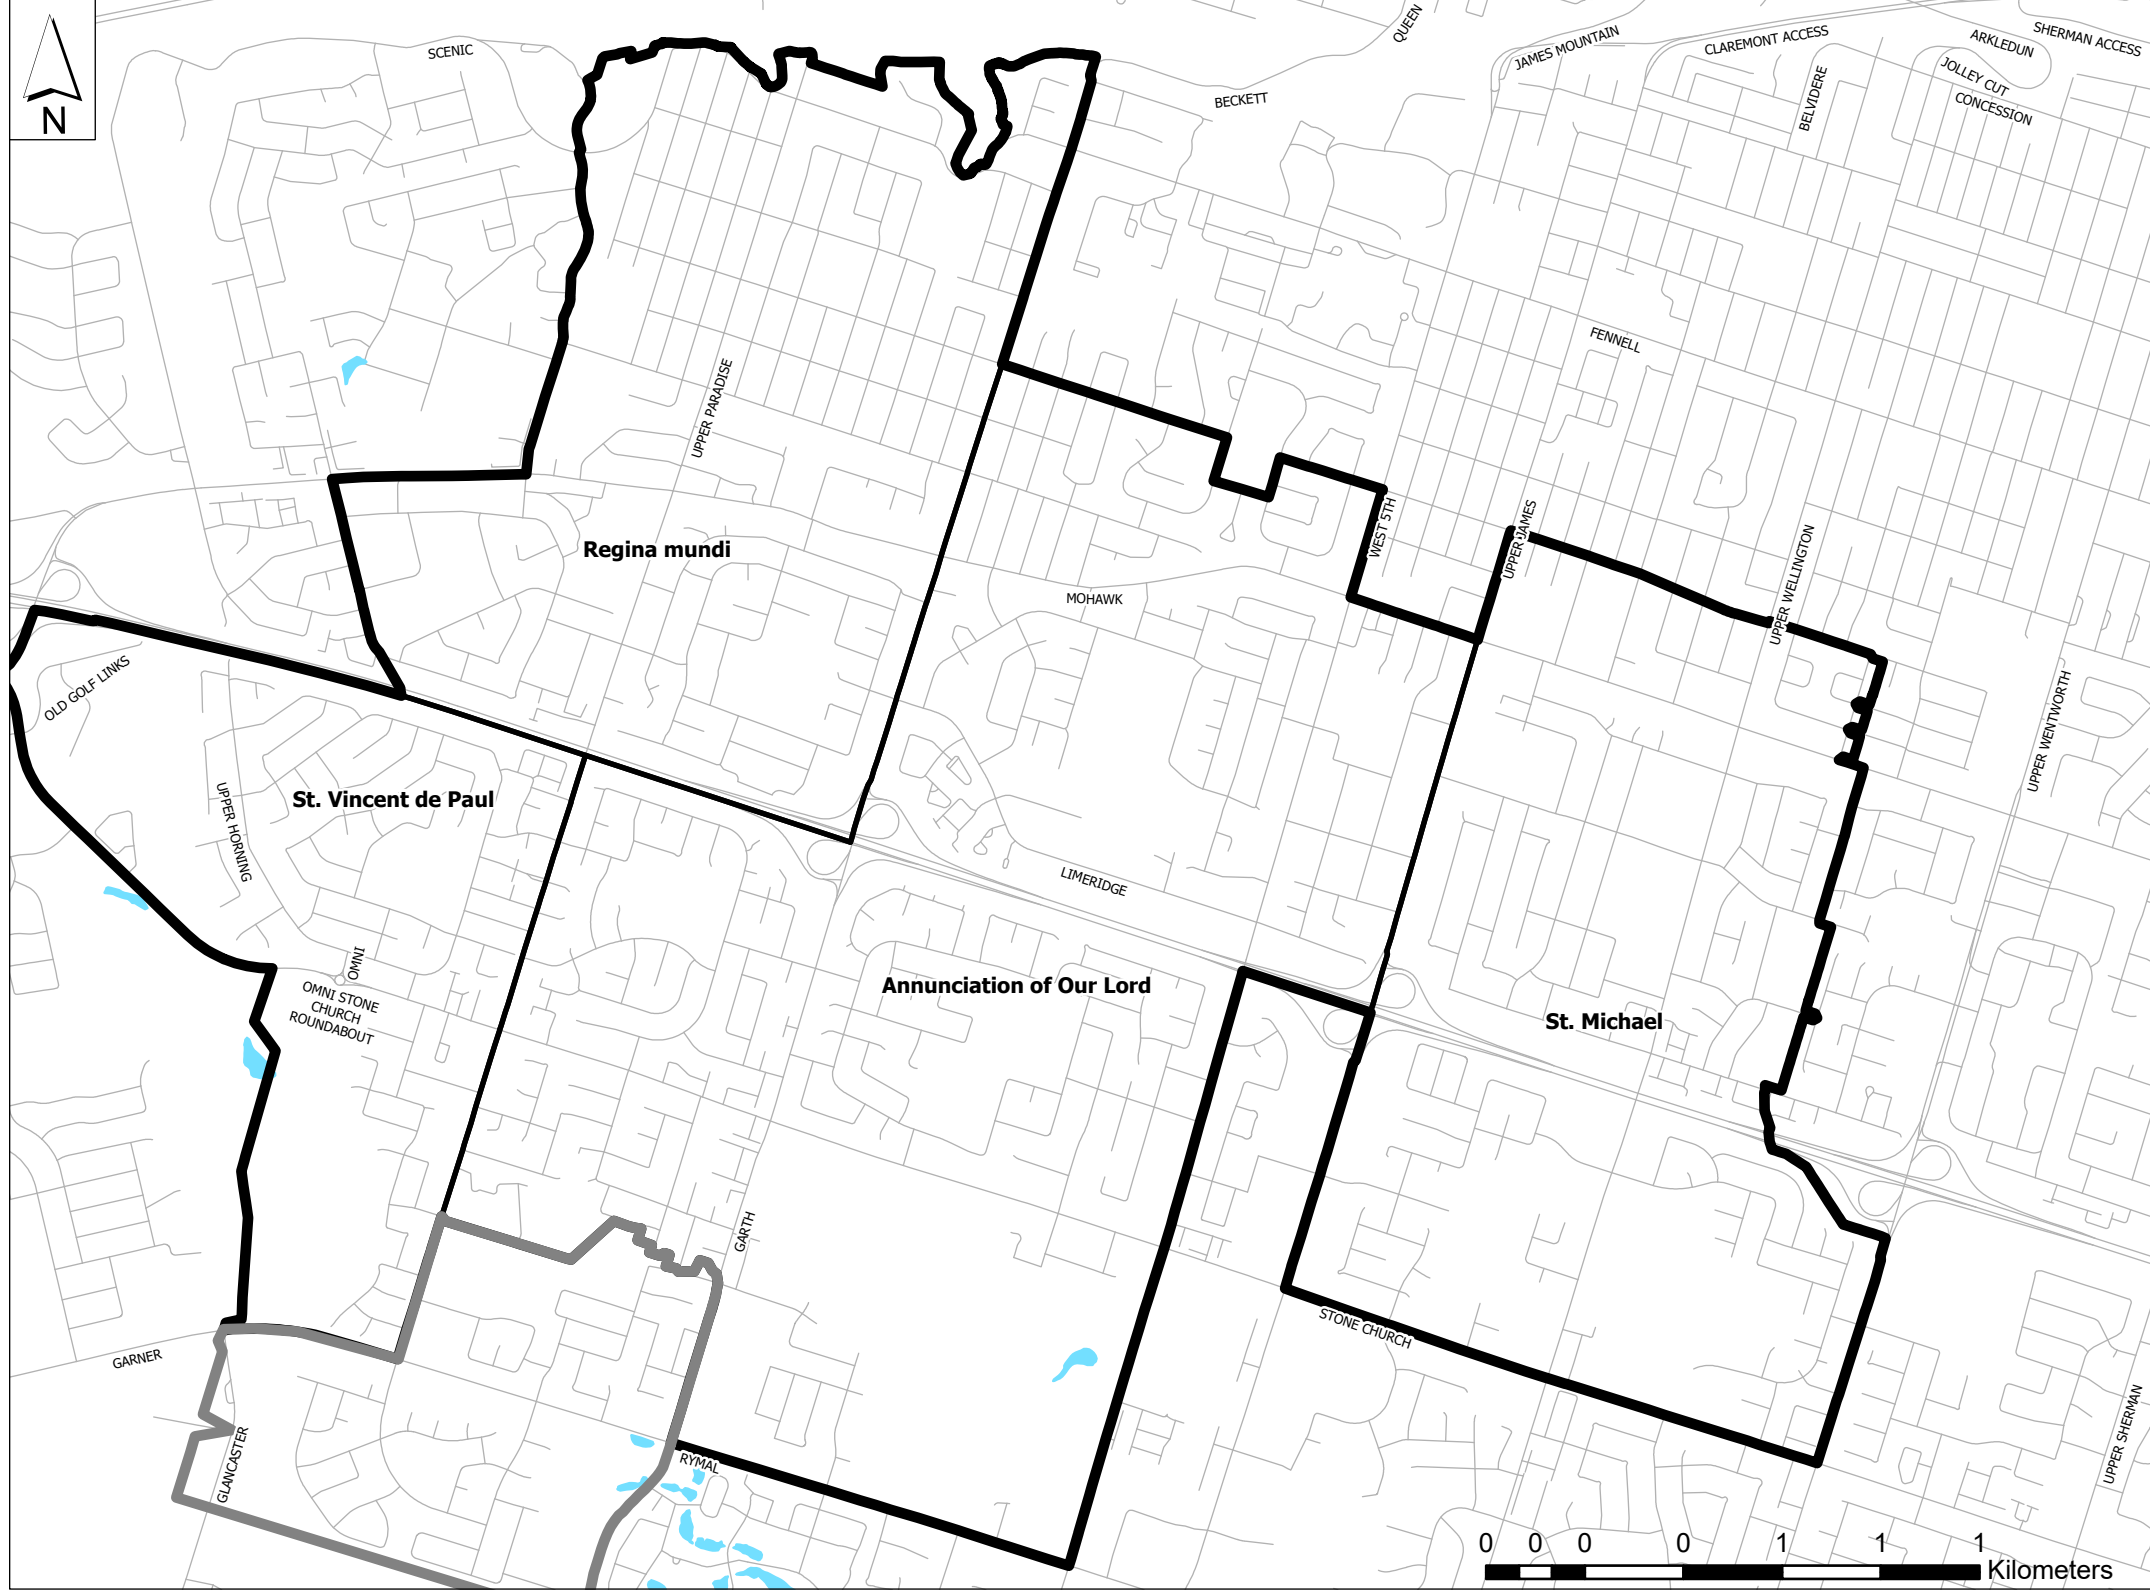 N
SCENIC
QUEEN
JAMES MOUNTAIN
CLAREMONT ACCESS
ARKLEDUN
SHERMAN ACCESS
JOLLEY CUT
CONCESSION
BELVIDERE
BECKETT
FENNELL
UPPER PARADISE
WEST 5TH
UPPER JAMES
UPPER WELLINGTON
Regina mundi
MOHAWK
OLD GOLF LINKS
UPPER WENTWORTH
St. Vincent de Paul
UPPER HORNING
LIMERIDGE
OMNI
Annunciation of Our Lord
OMNI STONE
CHURCH
ROUNDABOUT
St. Michael
GARTH
STONE CHURCH
GARNER
GLANCASTER
RYMAL
UPPER SHERMAN
0 0 0 0 1 1 1
Kilometers